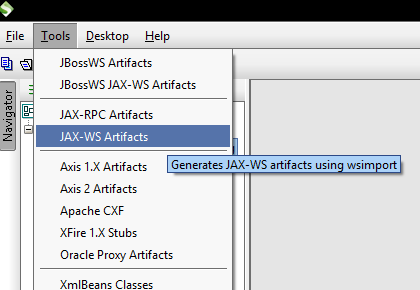 File Tools Desktop Help
JBossWS Artifacts
JBossWS JAX-WS Artifacts
JAX-RPC Artifacts
JAX-WS Artifacts
Generates JAX-WS artifacts using wsimport
Axis 1.X Artifacts
Axis 2 Artifacts
Apache CXF
XFire 1.X Stubs
Oracle Proxy Artifacts
XmlBeans Classes
Navigator